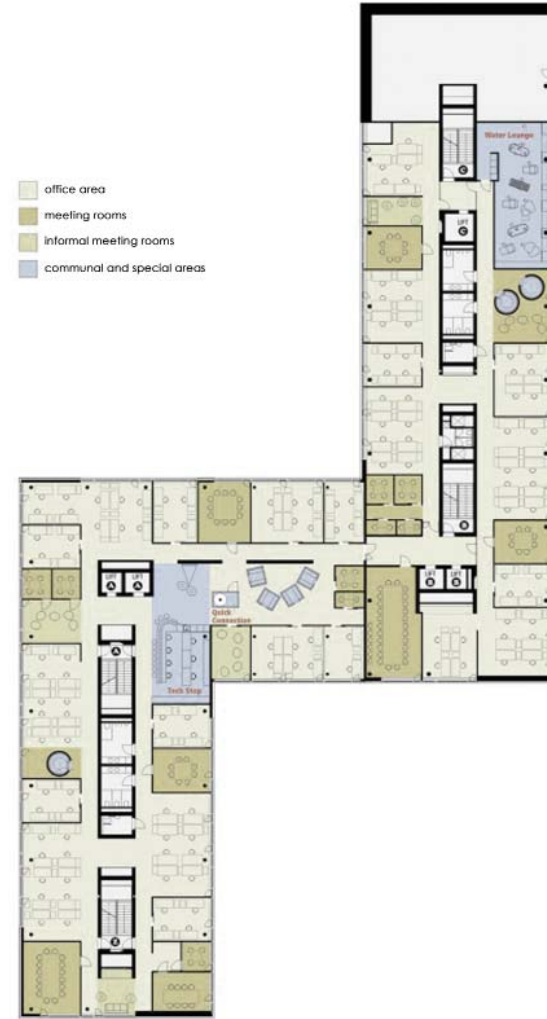 Water Lounge
office area
meeting rooms
informal meeting rooms
communal and special areas
LIFT
C
LIFT
A
LIFT
A
LIFT
B
LIFT
B
Quick
Connection
A
Tech Stop